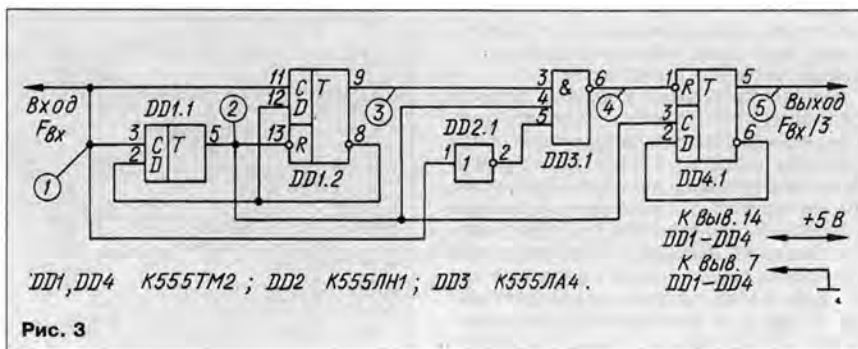 Вход
Fвх
1
DD1.1
3
2
C
D
T
5
2
11
12
13
C
D
R
T
9
8
DD1.2
3
1
1
2
DD2.1
3
4
5
&
6
DD3.1
4
1
3
2
R
C
D
T
5
6
DD4.1
5
Выход
Fвх/3
К выв. 14 +5 В
DD1–DD4
К выв. 7
DD1–DD4
DD1, DD4 К555ТМ2; DD2 К555ЛН1; DD3 К555ЛА4.
Рис. 3